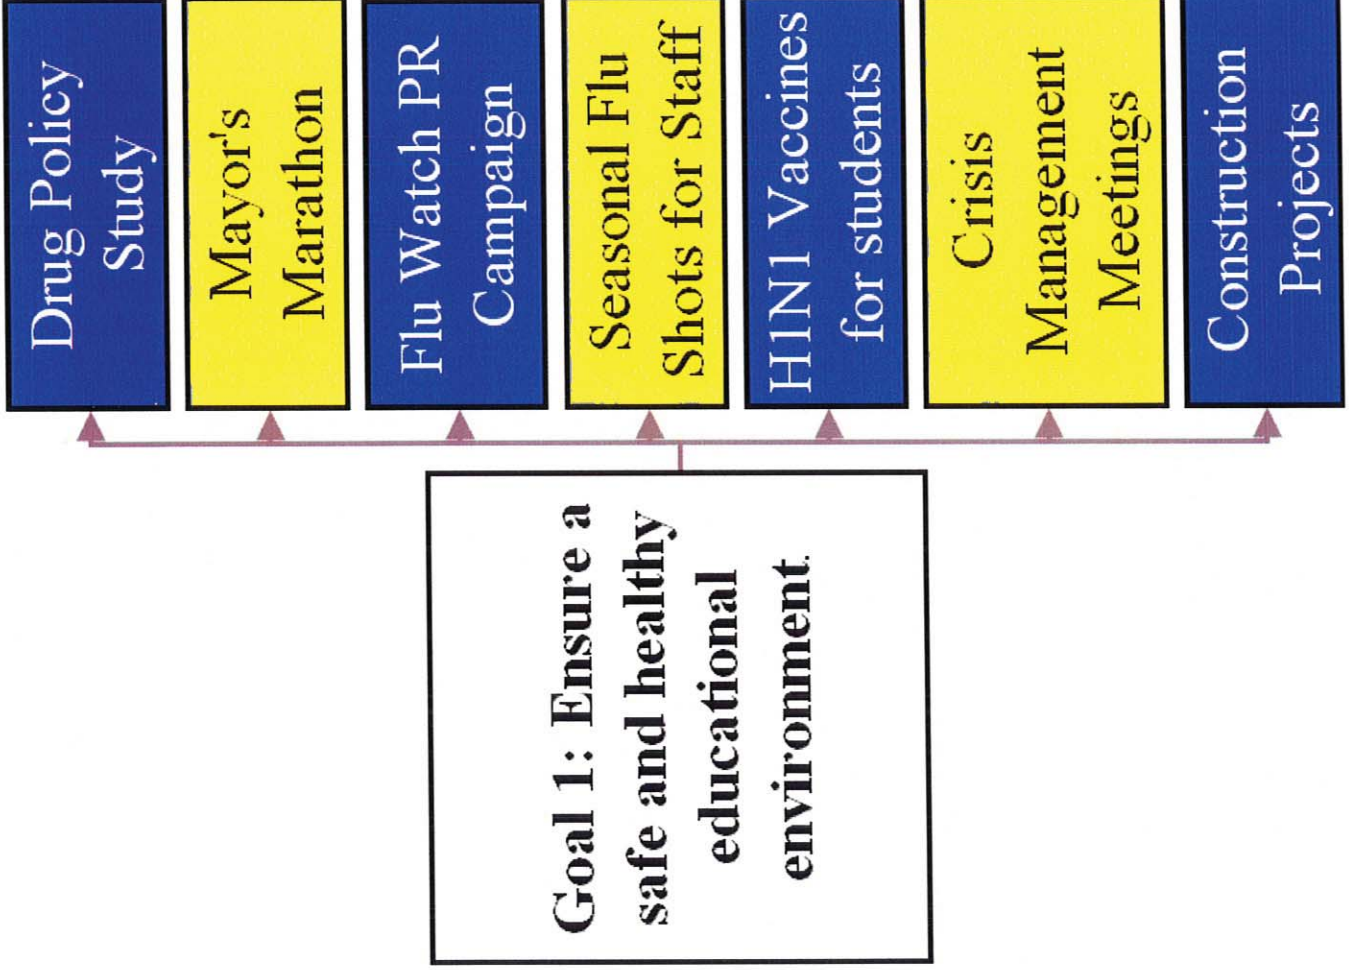 Goal 1: Ensure a
safe and healthy
educational
environment.
Drug Policy
Study
Mayor's
Marathon
Flu Watch PR
Campaign
Seasonal Flu
Shots for Staff
H1N1 Vaccines
for students
Crisis
Management
Meetings
Construction
Projects